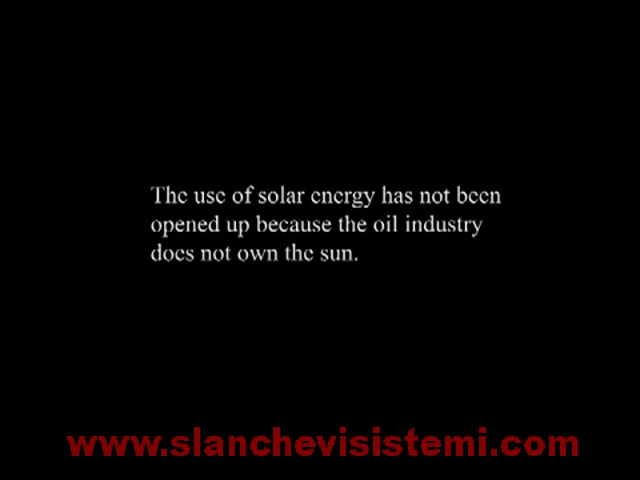 The use of solar energy has not been
opened up because the oil industry
does not own the sun.
www.slanchevisistemi.com